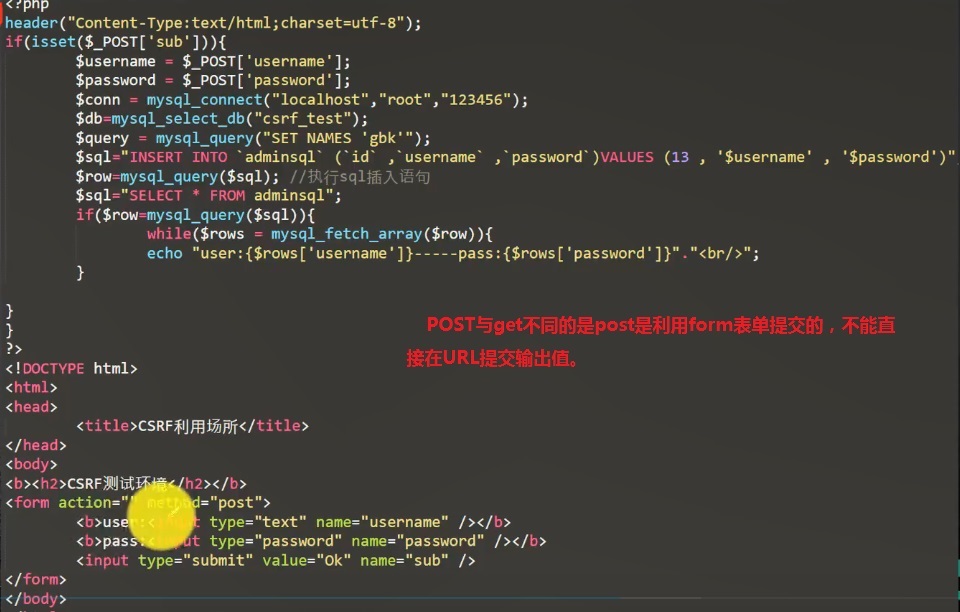 <?php
header("Content-Type:text/html;charset=utf-8");
if(isset($_POST['sub'])){
        $username = $_POST['username'];
        $password = $_POST['password'];
        $conn = mysql_connect("localhost","root","123456");
        $db=mysql_select_db("csrf_test");
        $query = mysql_query("SET NAMES 'gbk'");
        $sql="INSERT INTO `adminsql` (`id` ,`username` ,`password`)VALUES (13 , '$username' , '$password')"
        $row=mysql_query($sql); //执行sql插入语句
        $sql="SELECT * FROM adminsql";
        if($row=mysql_query($sql)){
                while($rows = mysql_fetch_array($row)){
                echo "user:{$rows['username']}-----pass:{$rows['password']}"."<br/>";
        }
}
POST与get不同的是post是利用form表单提交的，不能直
}
接在URL提交输出值。
?>
<!DOCTYPE html>
<html>
<head>
        <title>CSRF利用场所</title>
</head>
<body>
<b><h2>CSRF测试环境</h2></b>
<form action="" method="post">
        <b>user:<input type="text" name="username" /></b>
        <b>pass:<input type="password" name="password" /></b>
        <input type="submit" value="Ok" name="sub" />
</form>
</body>